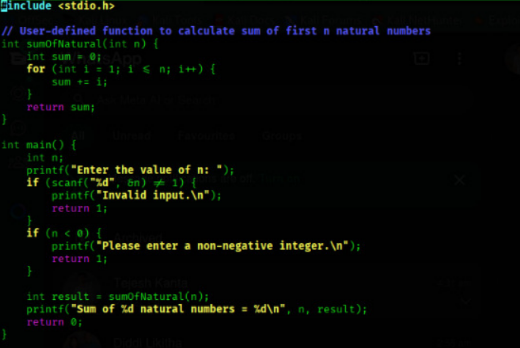 #include <stdio.h>

// User-defined function to calculate sum of first n natural numbers
int sumOfNatural(int n) {
    int sum = 0;
    for (int i = 1; i ≤ n; i++) {
        sum += i;
    }
    return sum;
}

int main() {
    int n;
    printf("Enter the value of n: ");
    if (scanf("%d", &n) ≠ 1) {
        printf("Invalid input.\n");
        return 1;
    }
    if (n < 0) {
        printf("Please enter a non-negative integer.\n");
        return 1;
    }

    int result = sumOfNatural(n);
    printf("Sum of %d natural numbers = %d\n", n, result);
    return 0;
}